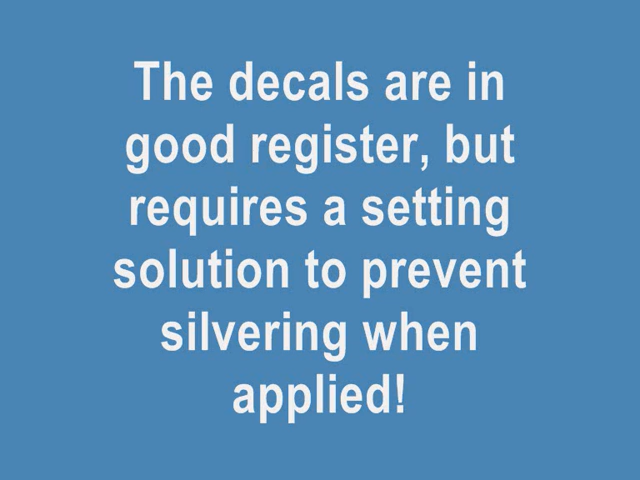 The decals are in
good register, but
requires a setting
solution to prevent
silvering when
applied!